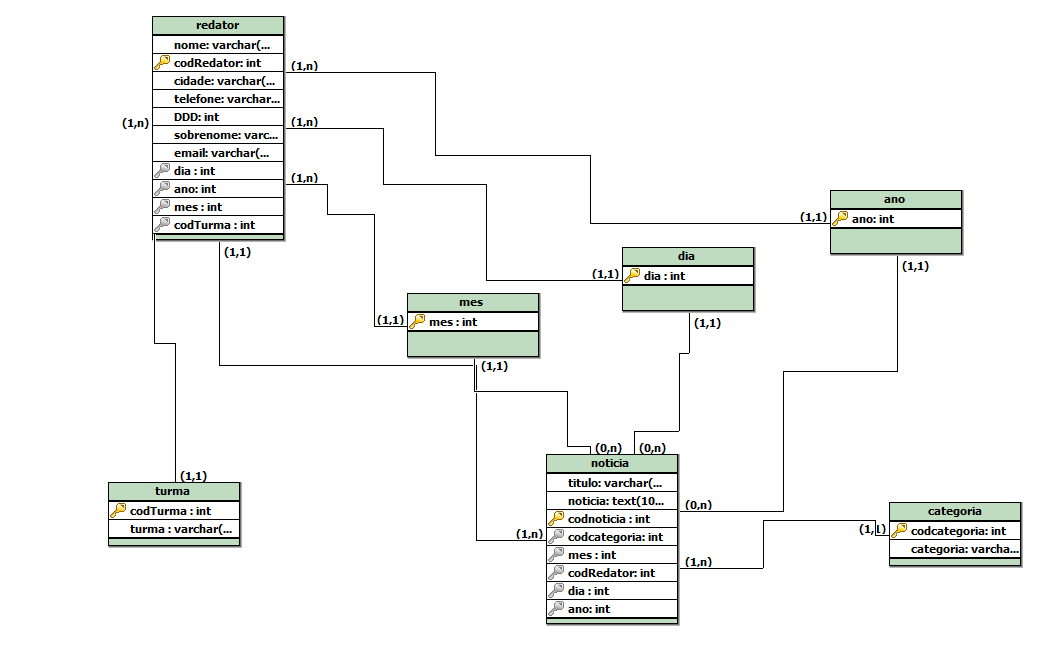 redator
nome: varchar(...
codRedator: int
cidade: varchar(...
telefone: varchar...
DDD: int
sobrenome: varc...
email: varchar(...
dia : int
ano: int
mes : int
codTurma : int
(1,n)
(1,n)
(1,n)
(1,n)
(1,1)
ano
ano: int
(1,1)
(1,1)
dia
dia : int
(1,1)
(1,1)
mes
mes : int
(1,1)
(1,1)
(1,1)
turma
codTurma : int
turma : varchar(...
(0,n)
(0,n)
noticia
titulo: varchar(...
noticia: text(10...
codnoticia : int
codcategoria: int
mes : int
codRedator: int
dia : int
ano: int
(1,n)
(0,n)
(1,n)
(1,1)
categoria
codcategoria: int
categoria: varcha...